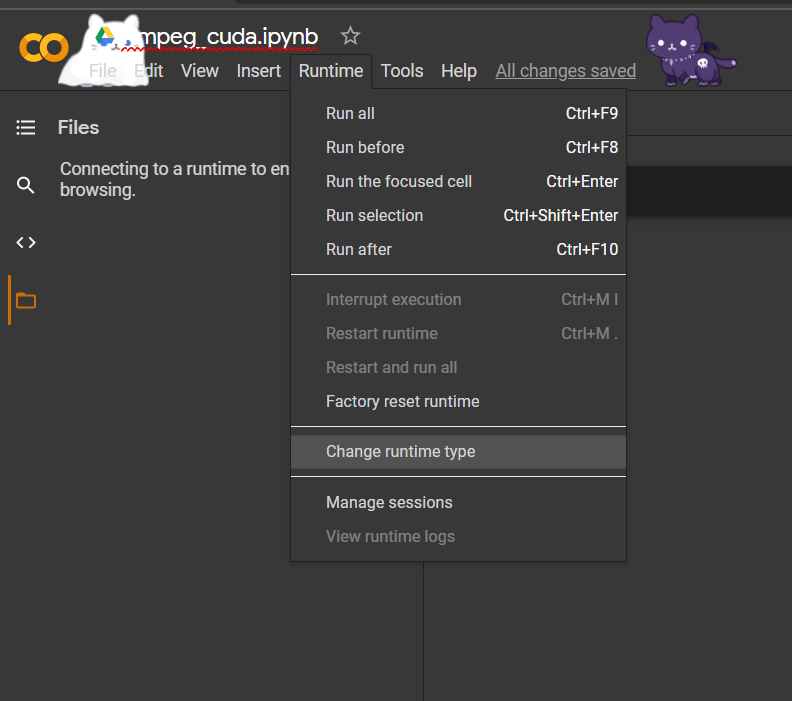 mpeg_cuda.ipynb
File Edit View Insert Runtime Tools Help All changes saved
Files
Connecting to a runtime to en
browsing.
Run all Ctrl+F9
Run before Ctrl+F8
Run the focused cell Ctrl+Enter
Run selection Ctrl+Shift+Enter
Run after Ctrl+F10
Interrupt execution Ctrl+M I
Restart runtime Ctrl+M .
Restart and run all
Factory reset runtime
Change runtime type
Manage sessions
View runtime logs